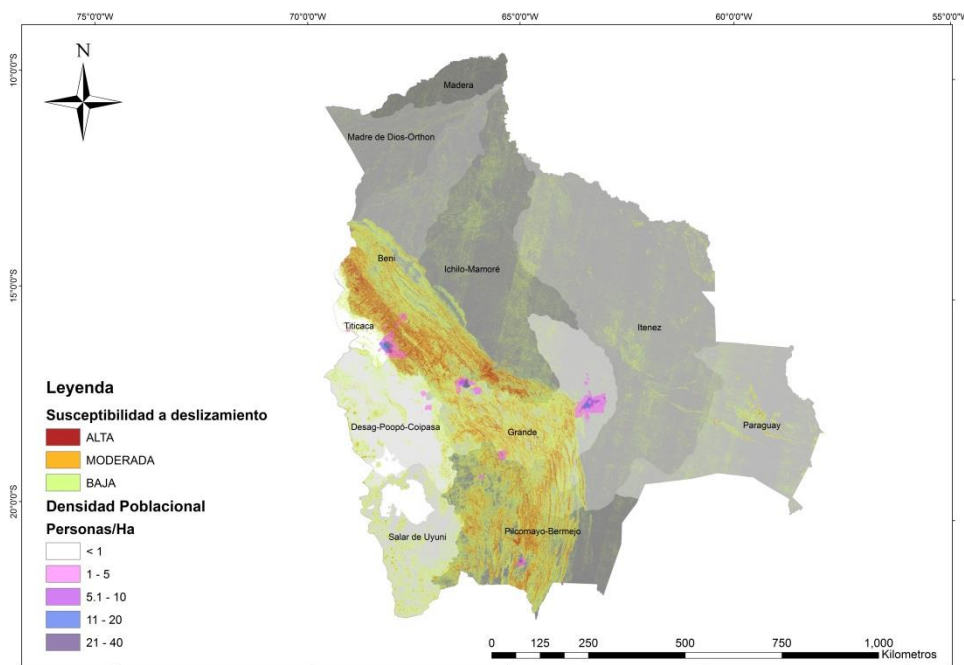 75°0'0"O 70°0'0"O 65°0'0"O 60°0'0"O 55°0'0"O
N
10°0'0"S
15°0'0"S
20°0'0"S
Madera
Madre de Dios-Orthon
Beni
Ichilo-Mamoré
Titicaca
Itenez
Desag-Poopó-Coipasa
Grande
Paraguay
Salar de Uyuni
Pilcomayo-Bermejo
Leyenda
Susceptibilidad a deslizamiento
ALTA
MODERADA
BAJA
Densidad Poblacional
Personas/Ha
< 1
1 - 5
5.1 - 10
11 - 20
21 - 40
0 125 250 500 750 1,000
Kilometros